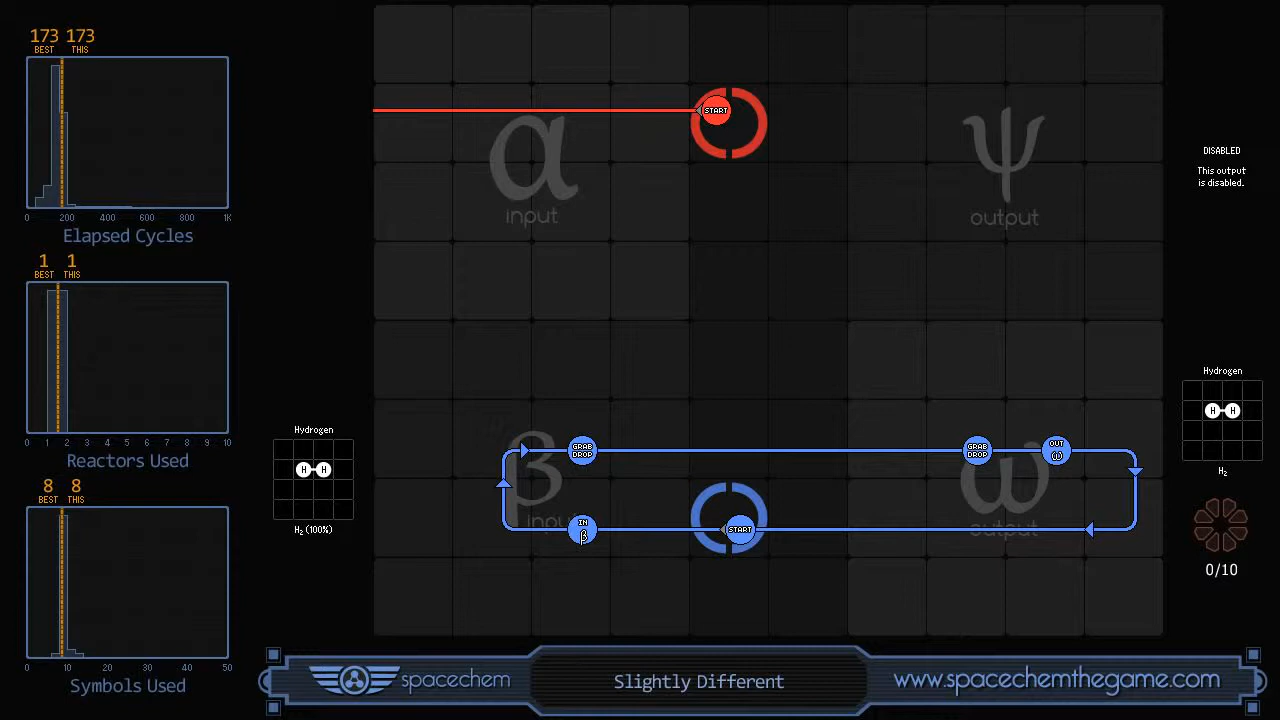 173 173
BEST THIS
0 200 400 600 800 1K
Elapsed Cycles
1 1
BEST THIS
0 1 2 3 4 5 6 7 8 9 10
Reactors Used
8 8
BEST THIS
0 10 20 30 40 50
Symbols Used
START
α
input
ψ
output
DISABLED
This output
is disabled.
Hydrogen
H H
H₂ (100%)
β
input
GRAB
DROP
IN
β
START
GRAB
DROP
OUT
ω
ω
output
Hydrogen
H H
H₂
0/10
spacechem
Slightly Different
www.spacechemthegame.com